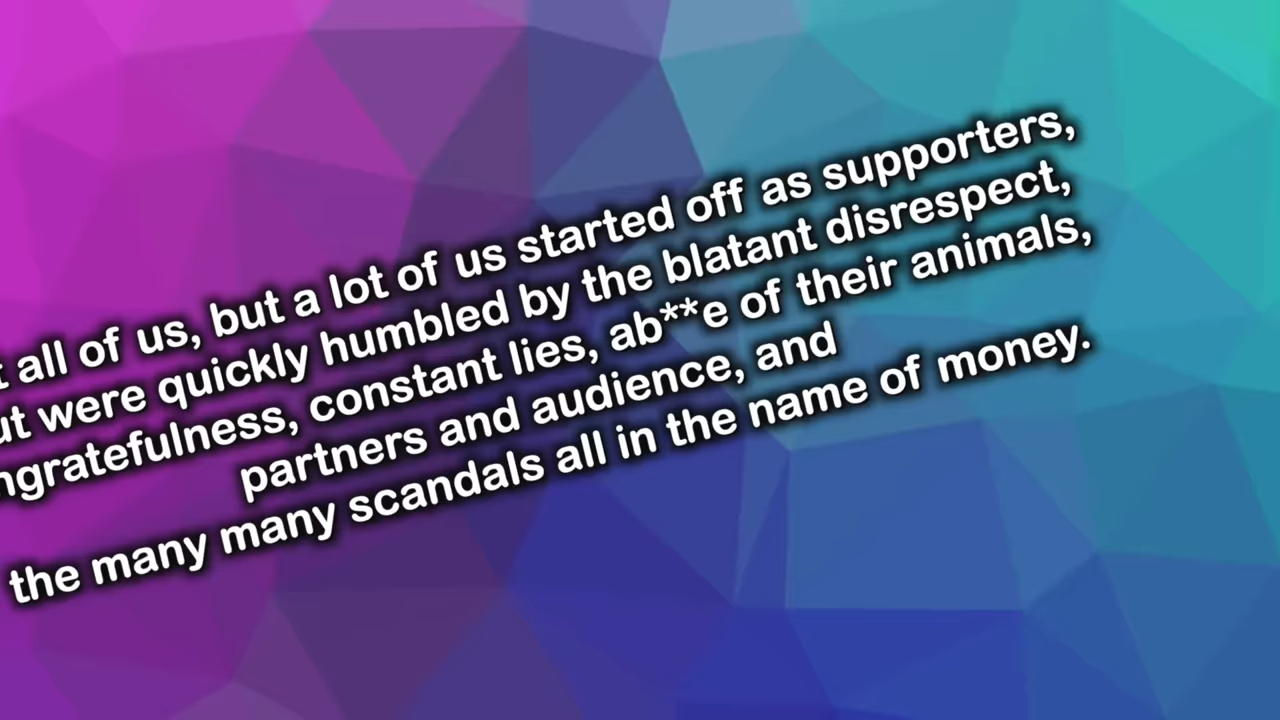 all of us, but a lot of us started off as supporters,
were quickly humbled by the blatant disrespect,
ngratefulness, constant lies, ab**e of their animals,
partners and audience, and
the many many scandals all in the name of money.